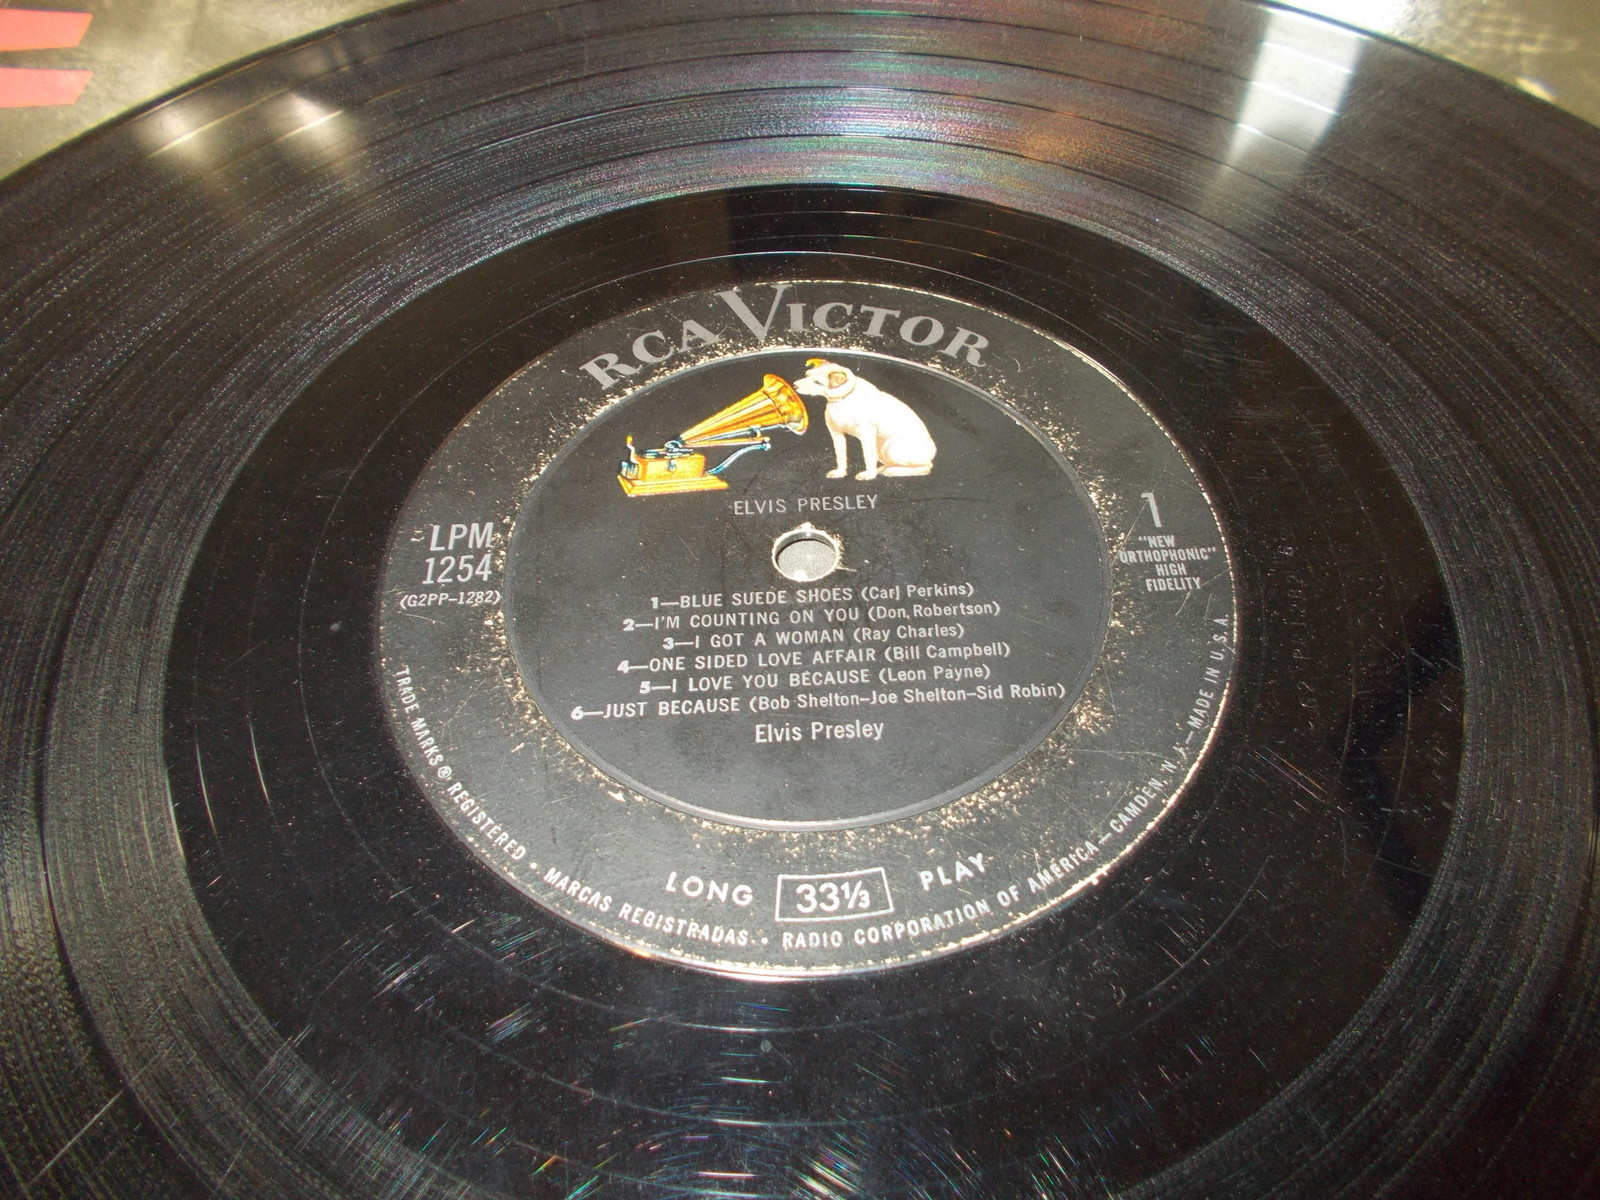 RCA VICTOR
ELVIS PRESLEY
LPM
1254
(G2PP-1282)
1
"NEW
ORTHOPHONIC"
HIGH
FIDELITY
1—BLUE SUEDE SHOES (Carl Perkins)
2—I'M COUNTING ON YOU (Don Robertson)
3—I GOT A WOMAN (Ray Charles)
4—ONE SIDED LOVE AFFAIR (Bill Campbell)
5—I LOVE YOU BECAUSE (Leon Payne)
6—JUST BECAUSE (Bob Shelton-Joe Shelton-Sid Robin)
Elvis Presley
LONG 33⅓ PLAY
TRADE MARKS ® REGISTERED • MARCAS REGISTRADAS • RADIO CORPORATION OF AMERICA—CAMDEN, N.J.—MADE IN U.S.A.